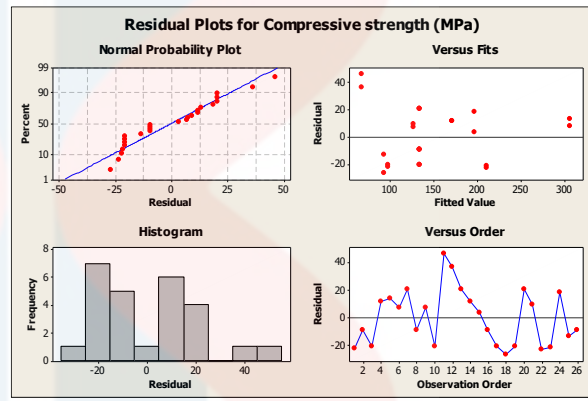 Residual Plots for Compressive strength (MPa)
Normal Probability Plot
Versus Fits
99
90
50
10
1
Percent
-50
-25
0
25
50
Residual
40
20
0
-20
Residual
100
150
200
250
300
Fitted Value
Histogram
Versus Order
8
6
4
2
0
Frequency
-20
0
20
40
Residual
40
20
0
-20
Residual
2 4 6 8 10 12 14 16 18 20 22 24 26
Observation Order